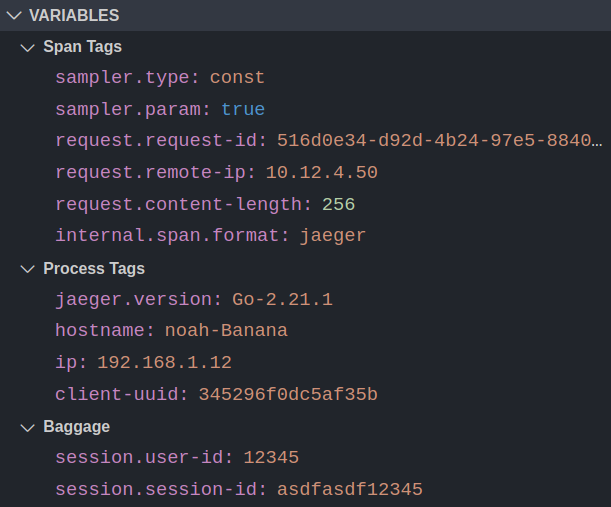 VARIABLES
Span Tags
sampler.type: const
sampler.param: true
request.request-id: 516d0e34-d92d-4b24-97e5-8840…
request.remote-ip: 10.12.4.50
request.content-length: 256
internal.span.format: jaeger
Process Tags
jaeger.version: Go-2.21.1
hostname: noah-Banana
ip: 192.168.1.12
client-uuid: 345296f0dc5af35b
Baggage
session.user-id: 12345
session.session-id: asdfasdf12345